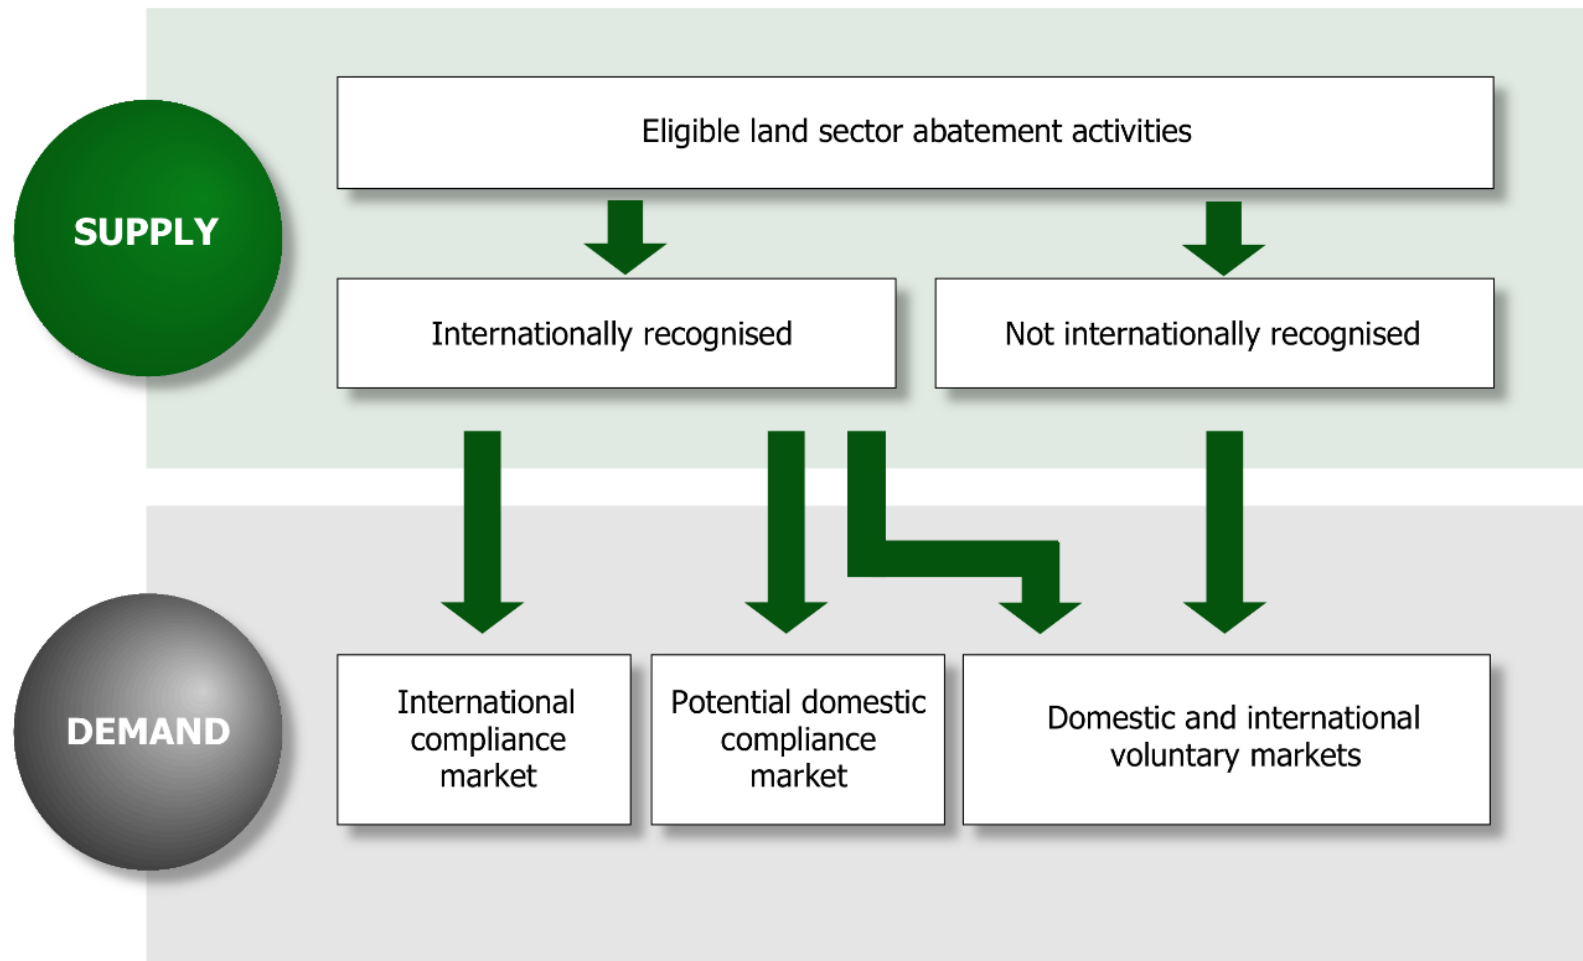 SUPPLY
Eligible land sector abatement activities
Internationally recognised
Not internationally recognised
DEMAND
International
compliance
market
Potential domestic
compliance
market
Domestic and international
voluntary markets